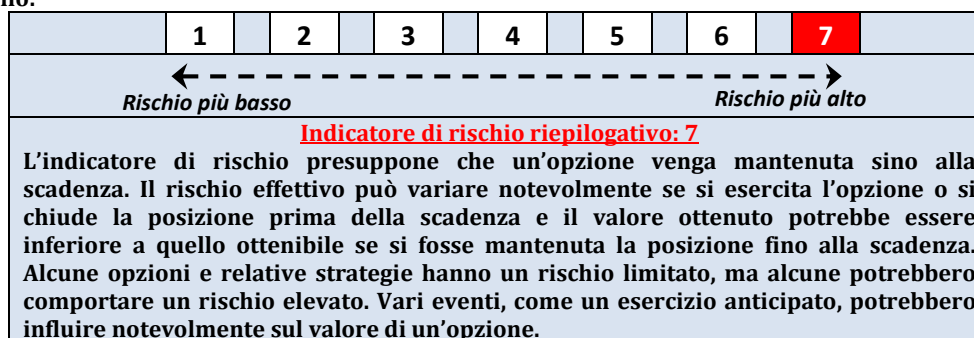 no:
1 2 3 4 5 6 7
Rischio più basso Rischio più alto
Indicatore di rischio riepilogativo: 7
L’indicatore di rischio presuppone che un’opzione venga mantenuta sino alla
scadenza. Il rischio effettivo può variare notevolmente se si esercita l’opzione o si
chiude la posizione prima della scadenza e il valore ottenuto potrebbe essere
inferiore a quello ottenibile se si fosse mantenuta la posizione fino alla scadenza.
Alcune opzioni e relative strategie hanno un rischio limitato, ma alcune potrebbero
comportare un rischio elevato. Vari eventi, come un esercizio anticipato, potrebbero
influire notevolmente sul valore di un’opzione.